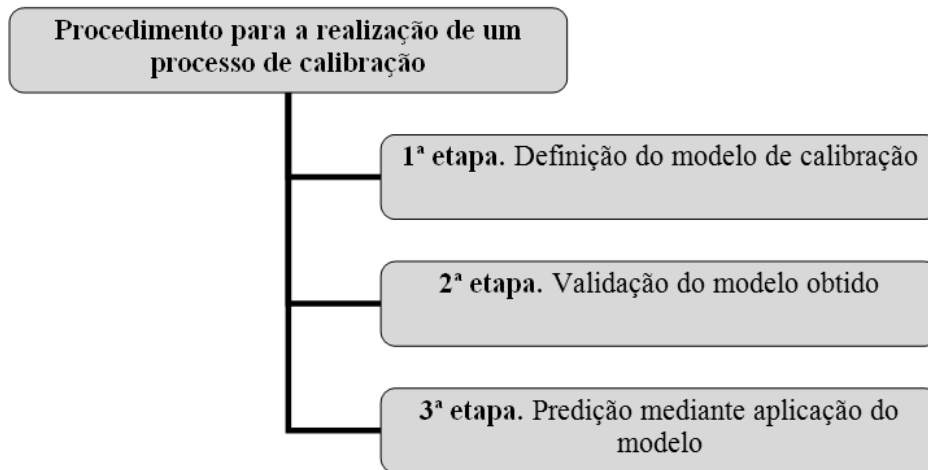 Procedimento para a realização de um
processo de calibração
1ª etapa. Definição do modelo de calibração
2ª etapa. Validação do modelo obtido
3ª etapa. Predição mediante aplicação do
modelo